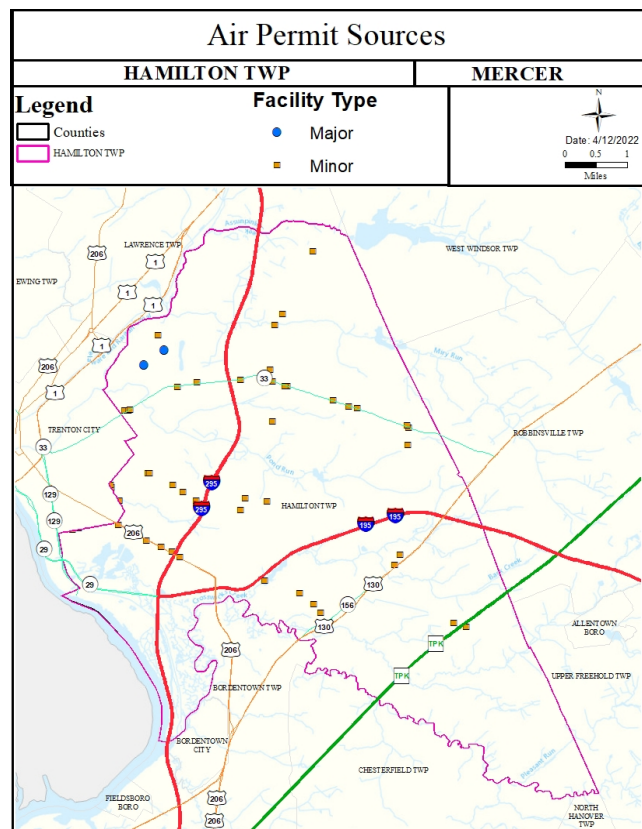 Air Permit Sources
HAMILTON TWP
MERCER
Legend
Counties
HAMILTON TWP
Facility Type
Major
Minor
N
Date: 4/12/2022
0 0.5 1
Miles
LAWRENCE TWP
206
1
WEST WINDSOR TWP
EWING TWP
1
1
1
206
Miry Run
33
1
TRENTON CITY
ROBBINSVILLE TWP
33
Pond Run
295
129
HAMILTON TWP
295
195
195
129
206
29
29
130
156
ALLENTOWN
BORO
130
TPK
206
TPK
UPPER FREEHOLD TWP
BORDENTOWN TWP
BORDENTOWN
CITY
CHESTERFIELD TWP
FIELDSBORO
BORO
206
206
NORTH
HANOVER
TWP